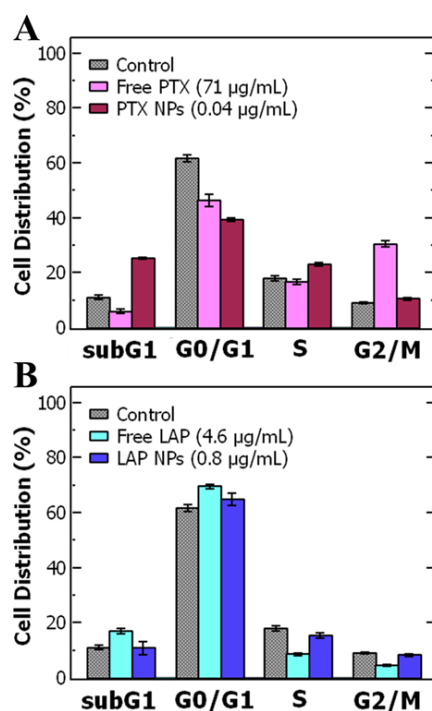 A
Cell Distribution (%)
100
80
60
40
20
0
Control
Free PTX (71 µg/mL)
PTX NPs (0.04 µg/mL)
subG1 G0/G1 S G2/M
B
Cell Distribution (%)
100
80
60
40
20
0
Control
Free LAP (4.6 µg/mL)
LAP NPs (0.8 µg/mL)
subG1 G0/G1 S G2/M